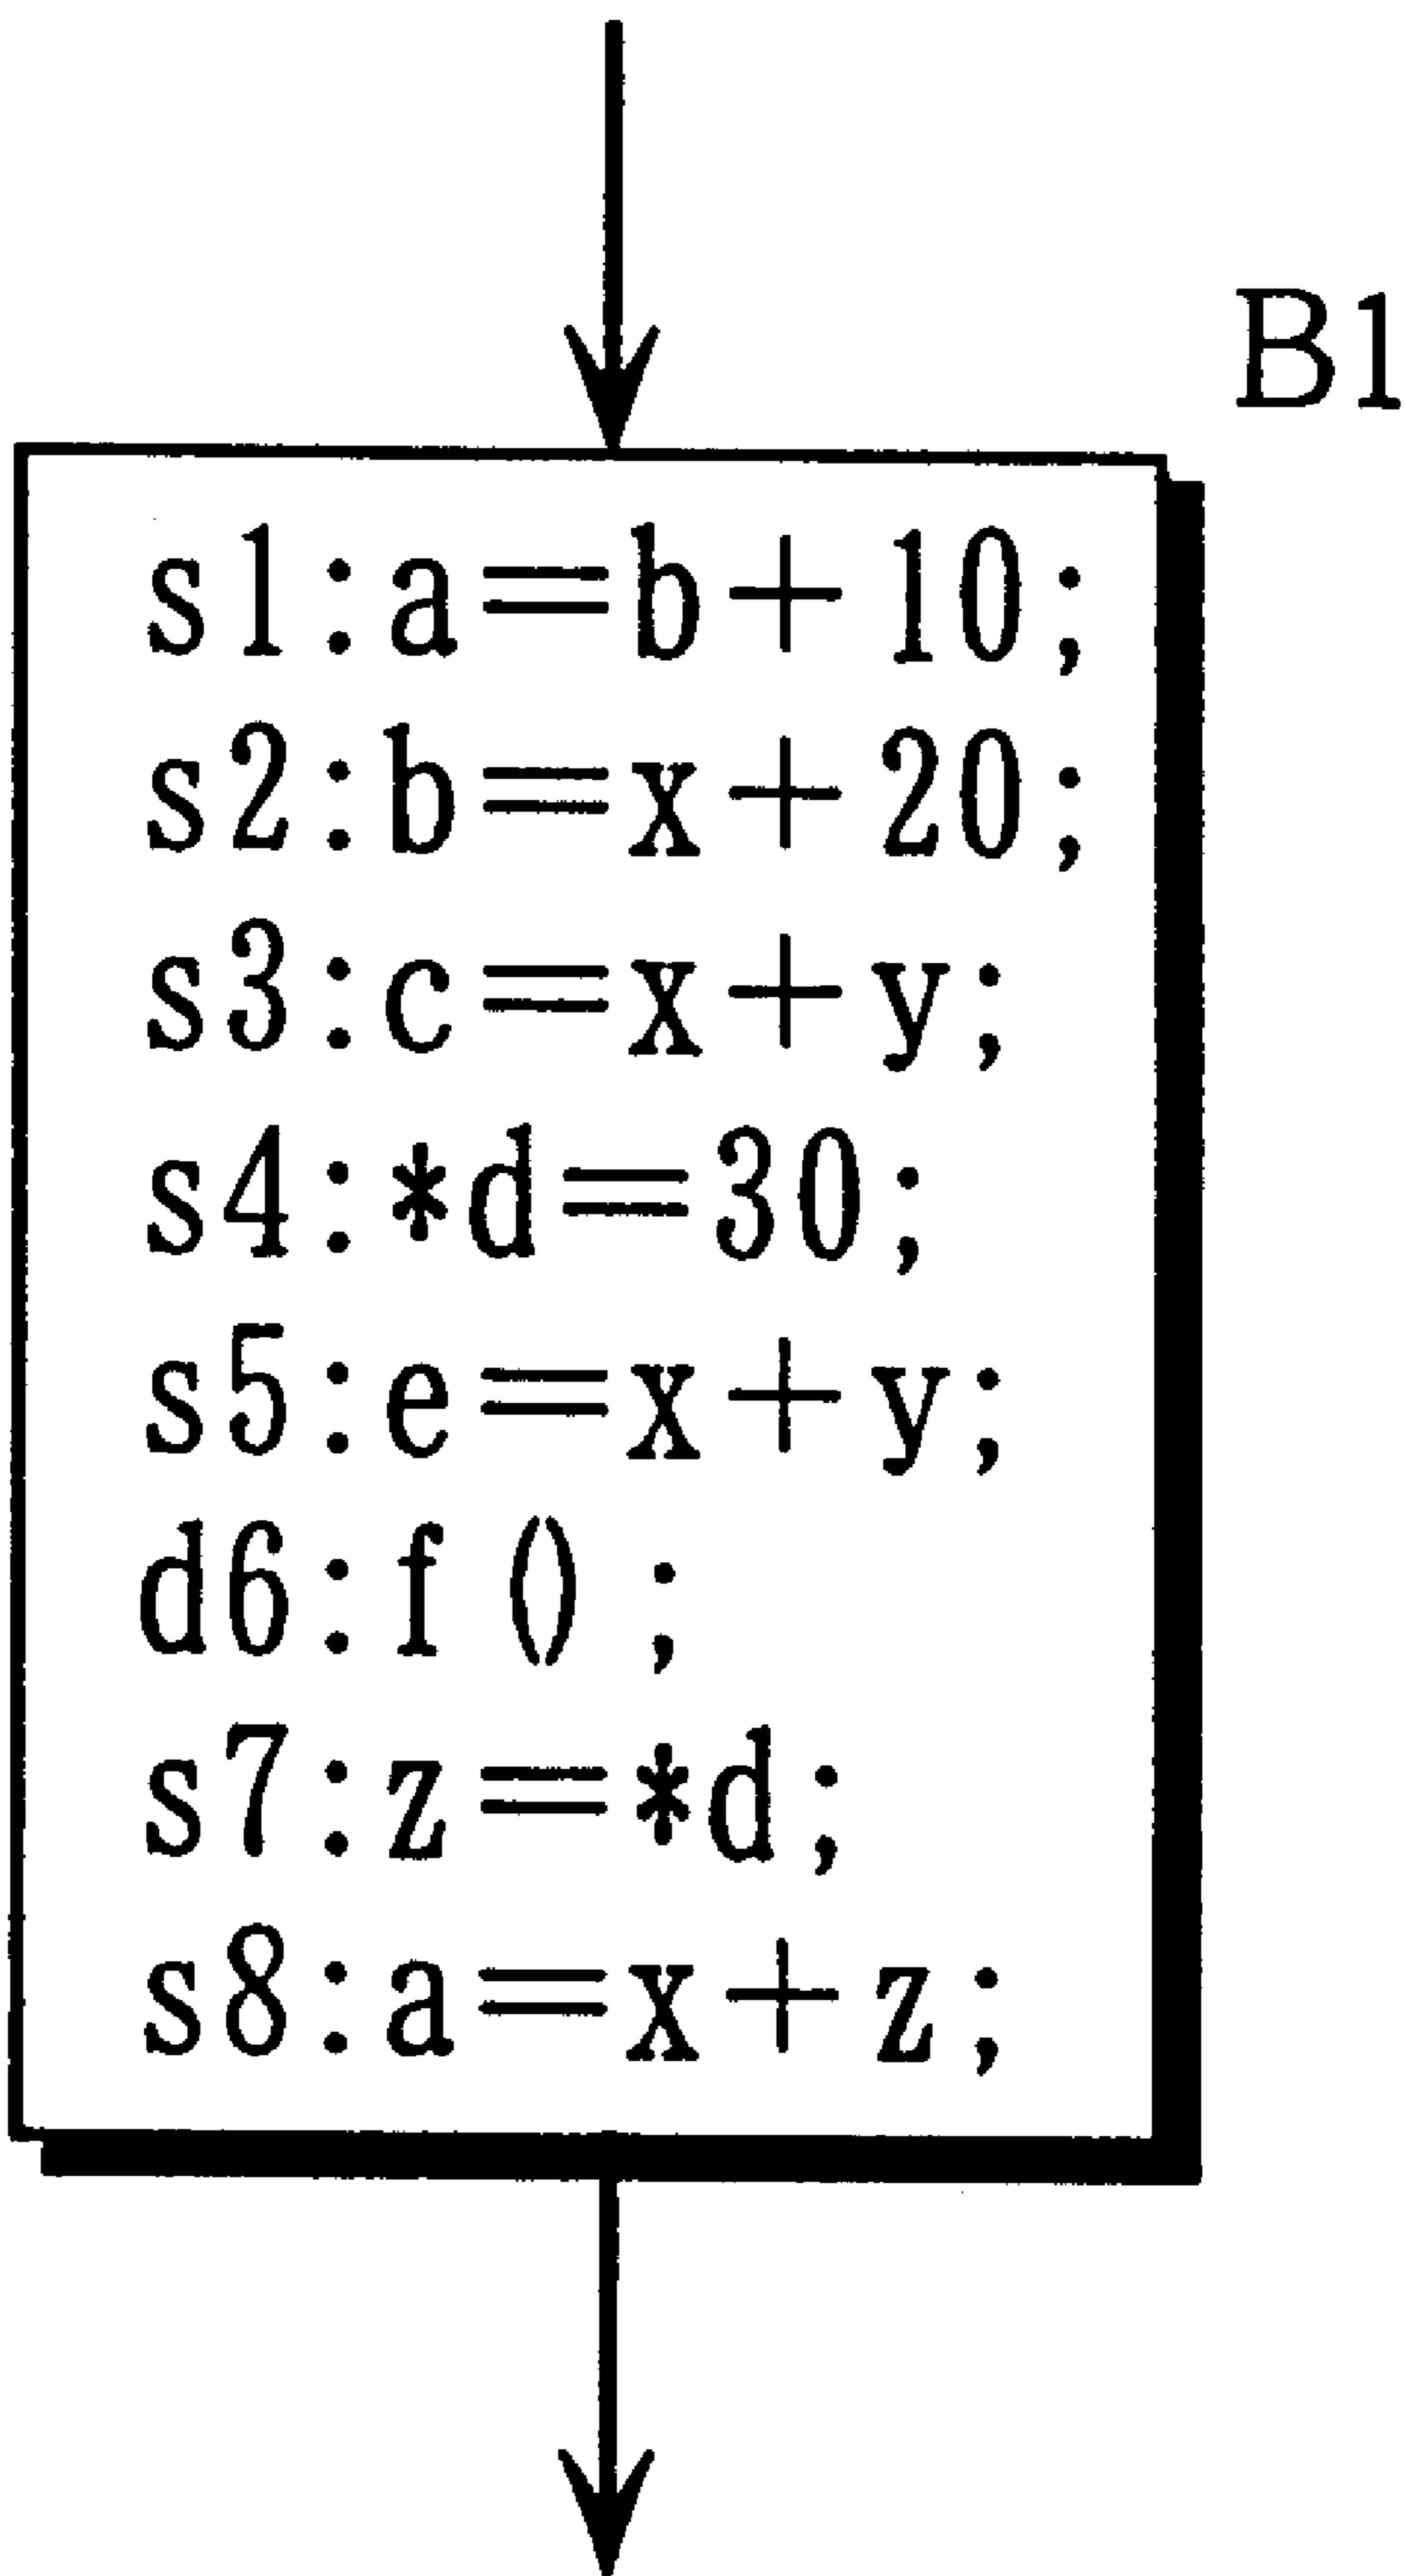 B1
s1:a=b+10;
s2:b=x+20;
s3:c=x+y;
s4:*d=30;
s5:e=x+y;
d6:f();
s7:z=*d;
s8:a=x+z;